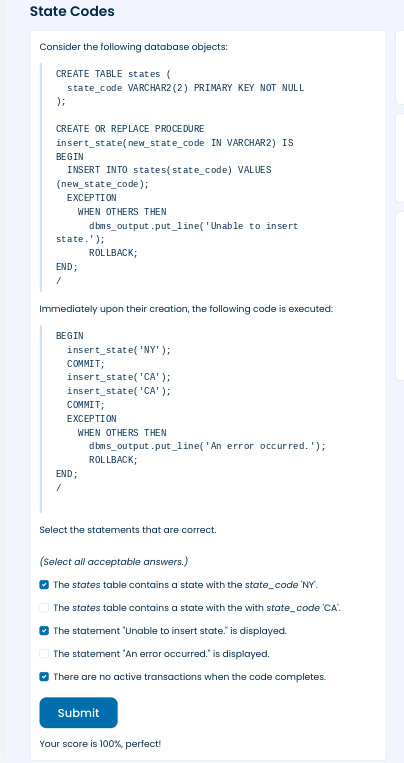 State Codes
Consider the following database objects:
CREATE TABLE states (
state_code VARCHAR2(2) PRIMARY KEY NOT NULL
);
CREATE OR REPLACE PROCEDURE
insert_state(new_state_code IN VARCHAR2) IS
BEGIN
INSERT INTO states(state_code) VALUES
(new_state_code);
EXCEPTION
WHEN OTHERS THEN
dbms_output.put_line('Unable to insert
state.');
ROLLBACK;
END;
/
Immediately upon their creation, the following code is executed:
BEGIN
insert_state('NY');
COMMIT;
insert_state('CA');
insert_state('CA');
COMMIT;
EXCEPTION
WHEN OTHERS THEN
dbms_output.put_line('An error occurred.');
ROLLBACK;
END;
/
Select the statements that are correct.
(Select all acceptable answers.)
The states table contains a state with the state_code 'NY'.
The states table contains a state with the with state_code 'CA'.
The statement "Unable to insert state." is displayed.
The statement "An error occurred." is displayed.
There are no active transactions when the code completes.
Submit
Your score is 100%, perfect!